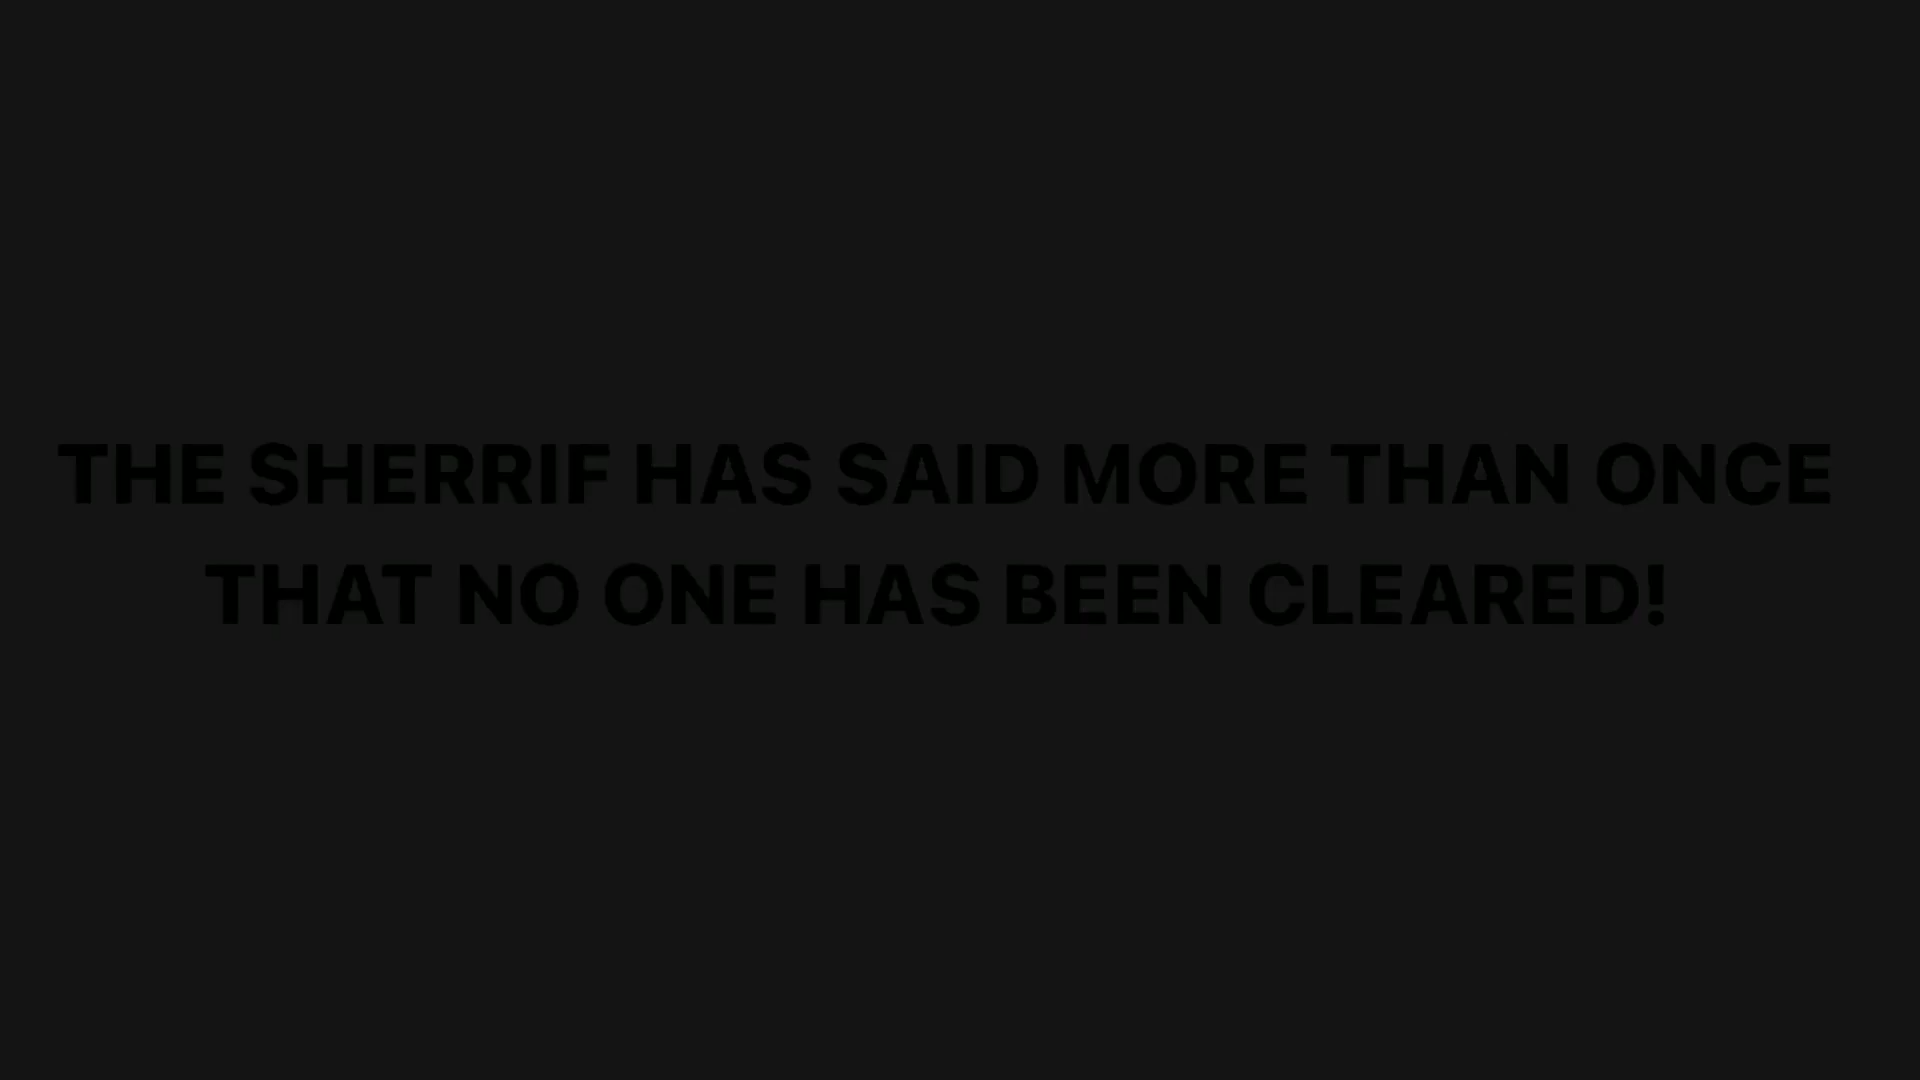 THE SHERRIF HAS SAID MORE THAN ONCE
THAT NO ONE HAS BEEN CLEARED!